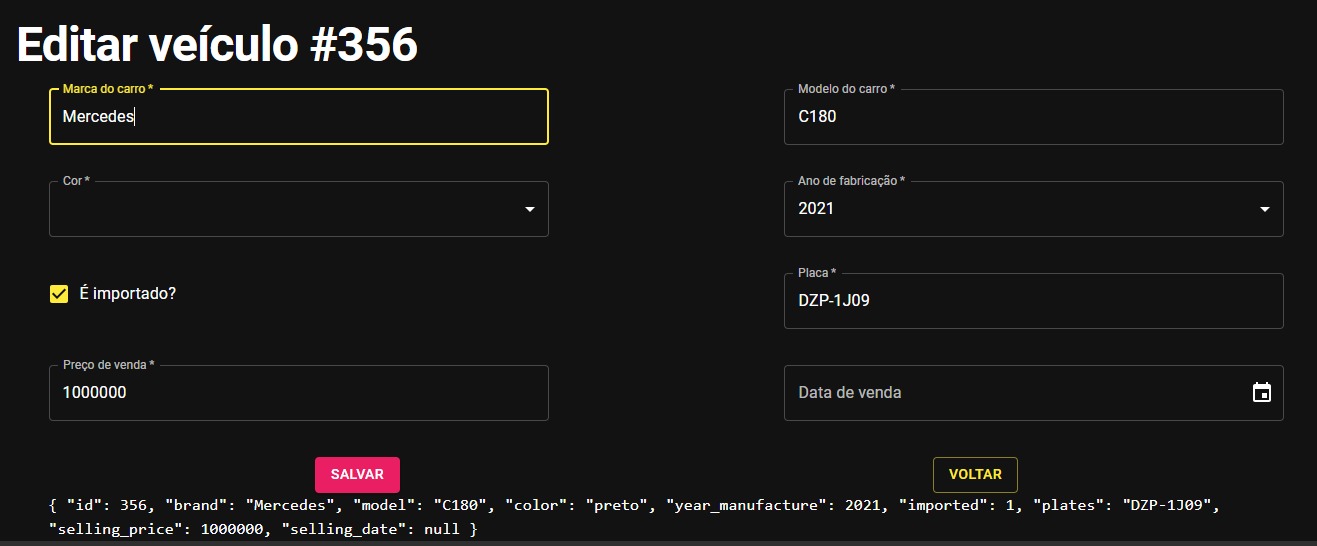 Editar veículo #356
Marca do carro *
Mercedes
Modelo do carro *
C180
Cor *
Ano de fabricação *
2021
É importado?
Placa *
DZP-1J09
Preço de venda *
1000000
Data de venda
SALVAR
VOLTAR
{ "id": 356, "brand": "Mercedes", "model": "C180", "color": "preto", "year_manufacture": 2021, "imported": 1, "plates": "DZP-1J09",
"selling_price": 1000000, "selling_date": null }